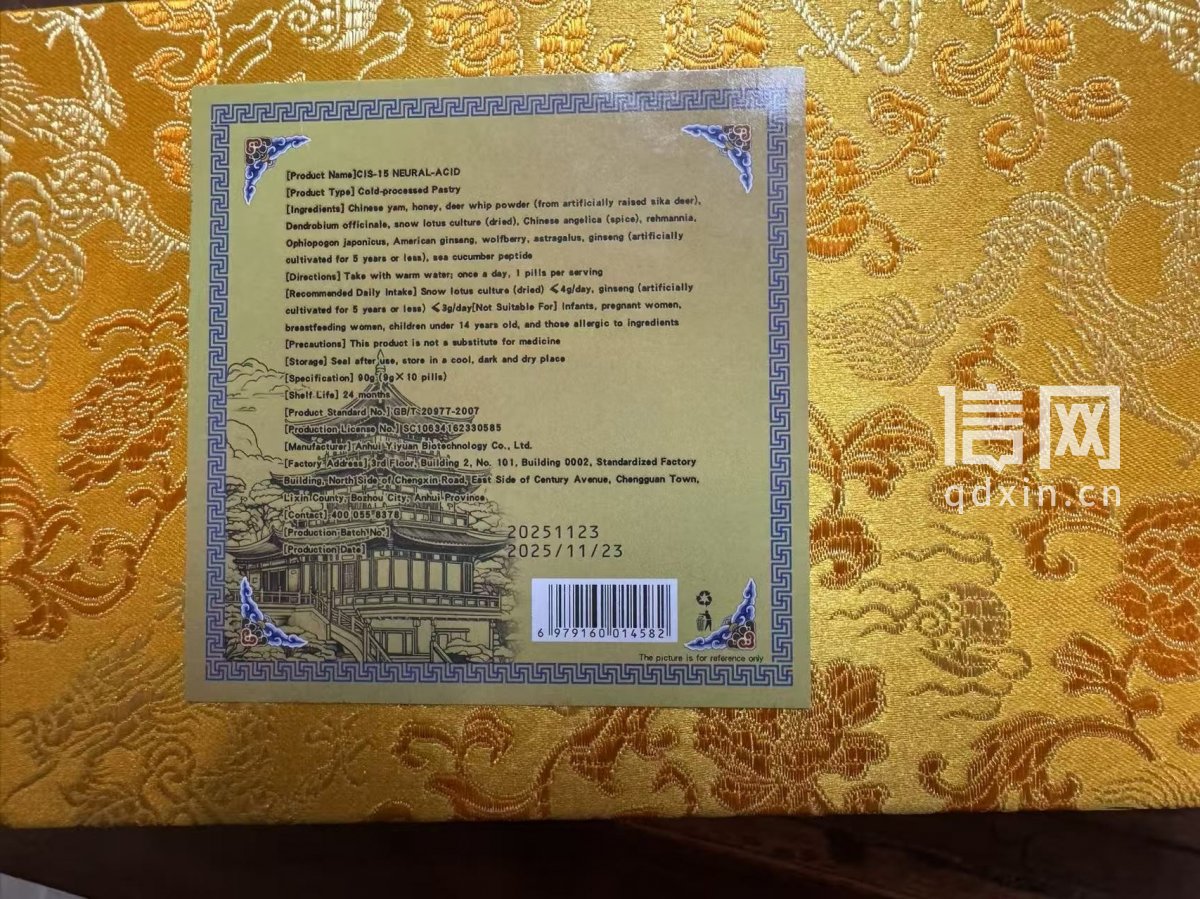 [Product Name]CIS-15 NEURAL-ACID
[Product Type] Cold-processed Pastry
[Ingredients] Chinese yam, honey, deer whip powder (from artificially raised sika deer),
Dendrobium officinale, snow lotus culture (dried), Chinese angelica (spice), rehmannia,
Ophiopogon japonicus, American ginseng, wolfberry, astragalus, ginseng (artificially
cultivated for 5 years or less), sea cucumber peptide
[Directions] Take with warm water; once a day, 1 pills per serving
[Recommended Daily Intake] Snow lotus culture (dried) ⩽4g/day, ginseng (artificially
cultivated for 5 years or less) ⩽3g/day[Not Suitable For] Infants, pregnant women,
breastfeeding women, children under 14 years old, and those allergic to ingredients
[Precautions] This product is not a substitute for medicine
[Storage] Seal after use, store in a cool, dark and dry place
[Specification] 90g (9g×10 pills)
[Shelf Life] 24 months
[Product Standard No.] GB/T 20977-2007
[Production License No.] SC10634162330585
[Manufacturer] Anhui Yiyuan Biotechnology Co., Ltd.
[Factory Address] 3rd Floor, Building 2, No. 101, Building 0002, Standardized Factory
Building, North Side of Chengxin Road, East Side of Century Avenue, Chengguan Town,
Lixin County, Bozhou City, Anhui Province
[Contact] 400 055 8378
[Production Batch No.] 20251123
[Production Date] 2025/11/23
6 979160 014582
The picture is for reference only
信网
qdxin.cn